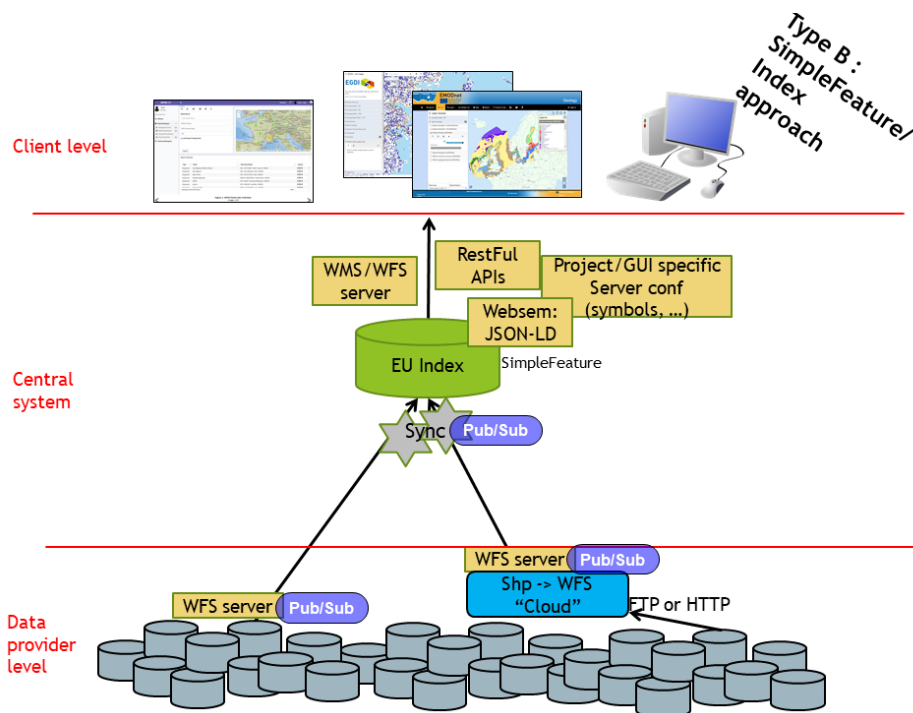 Type B :
SimpleFeature/
Index
approach
EGDI
EMODnet
Geology
Client level
WMS/WFS
server
RestFul
APIs
Project/GUI specific
Server conf
(symbols, …)
Websem:
JSON-LD
EU Index
SimpleFeature
Central
system
Sync
Pub/Sub
WFS server
Pub/Sub
Shp -> WFS
“Cloud”
FTP or HTTP
WFS server
Pub/Sub
Data
provider
level